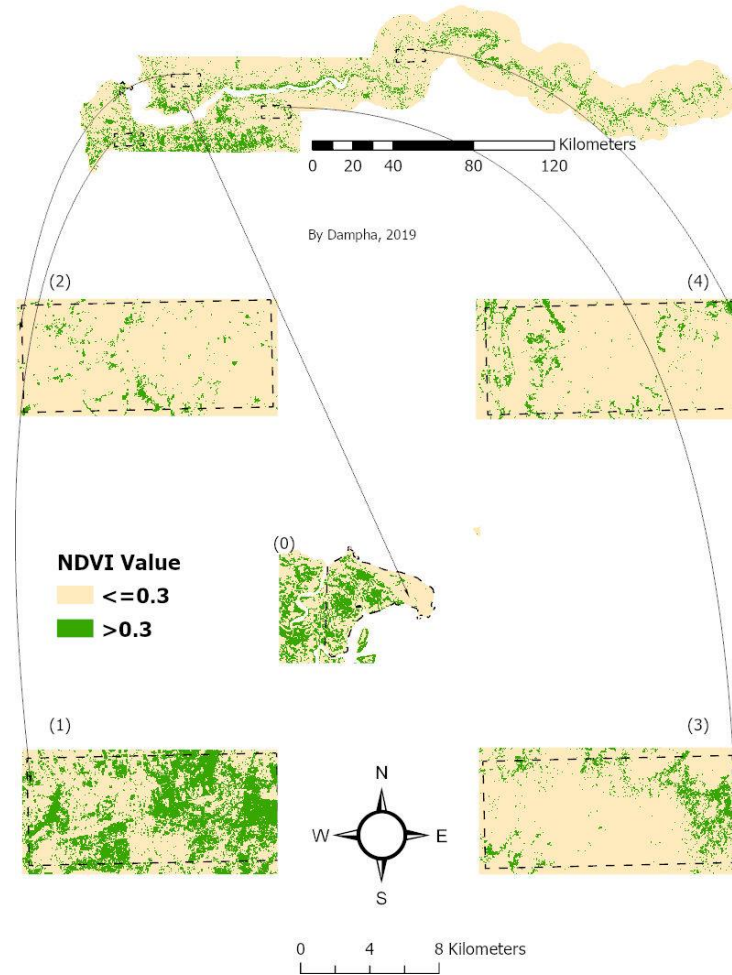 Kilometers
0 20 40 80 120
By Dampha, 2019
(2)
(4)
(0)
NDVI Value
<=0.3
>0.3
(1)
(3)
N
W E
S
0 4 8 Kilometers